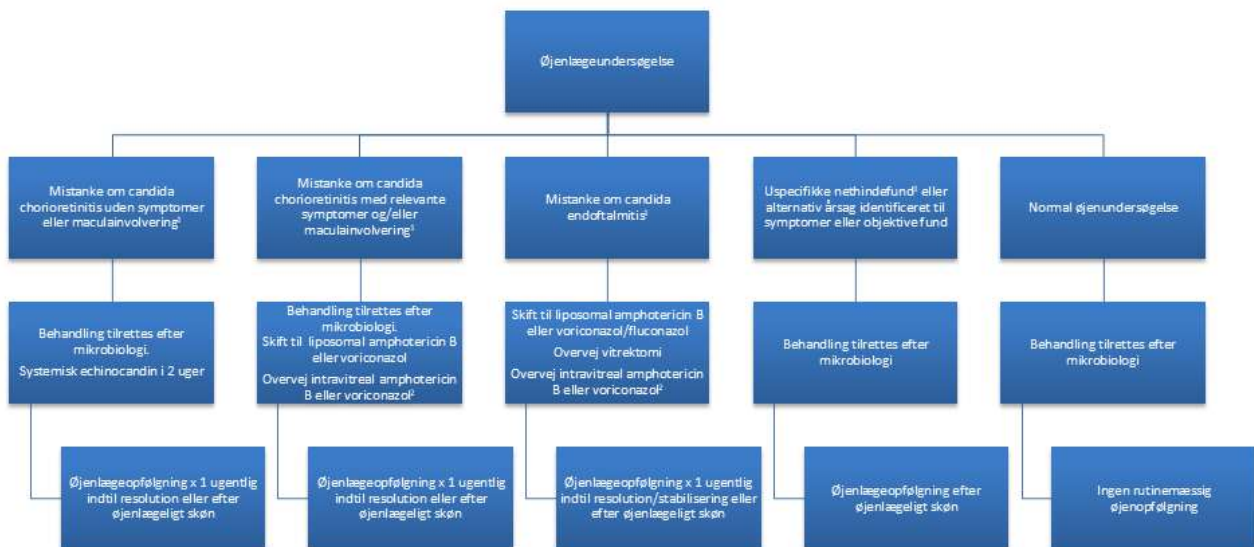 Øjenlægeundersøgelse
Mistanke om candida
chorioretinitis uden symptomer
eller maculainvolvering¹
Mistanke om candida
chorioretinitis med relevante
symptomer og/eller
maculainvolvering¹
Mistanke om candida
endoftalmitis¹
Uspecifikke nethindefund¹ eller
alternativ årsag identificeret til
symptomer eller objektive fund
Normal øjenundersøgelse
Behandling tilrettes efter
mikrobiologi.
Systemisk echinocandin i 2 uger
Behandling tilrettes efter
mikrobiologi.
Skift til liposomal amphotericin B
eller voriconazol
Overvej intravitreal amphotericin
B eller voriconazol²
Skift til liposomal amphotericin B
eller voriconazol/fluconazol
Overvej vitrektomi
Overvej intravitreal amphotericin
B eller voriconazol²
Behandling tilrettes efter
mikrobiologi
Behandling tilrettes efter
mikrobiologi
Øjenlægeopfølgning x 1 ugentlig
indtil resolution eller efter
øjenlægeligt skøn
Øjenlægeopfølgning x 1 ugentlig
indtil resolution eller efter
øjenlægeligt skøn
Øjenlægeopfølgning x 1 ugentlig
indtil resolution/stabilisering eller
efter øjenlægeligt skøn
Øjenlægeopfølgning efter
øjenlægeligt skøn
Ingen rutinemæssig
øjenopfølgning